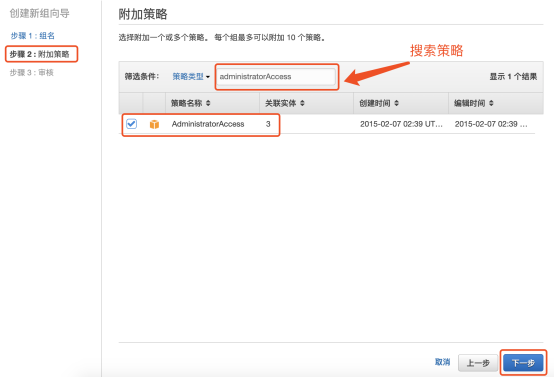 创建新组向导
步骤 1 : 组名
步骤 2 : 附加策略
步骤 3 : 审核
附加策略
选择附加一个或多个策略。 每个组最多可以附加 10 个策略。
搜索策略
筛选条件： 策略类型 administratorAccess 显示 1 个结果
策略名称 关联实体 创建时间 编辑时间
AdministratorAccess 3 2015-02-07 02:39 UT... 2015-02-07 02:39 ...
取消 上一步 下一步